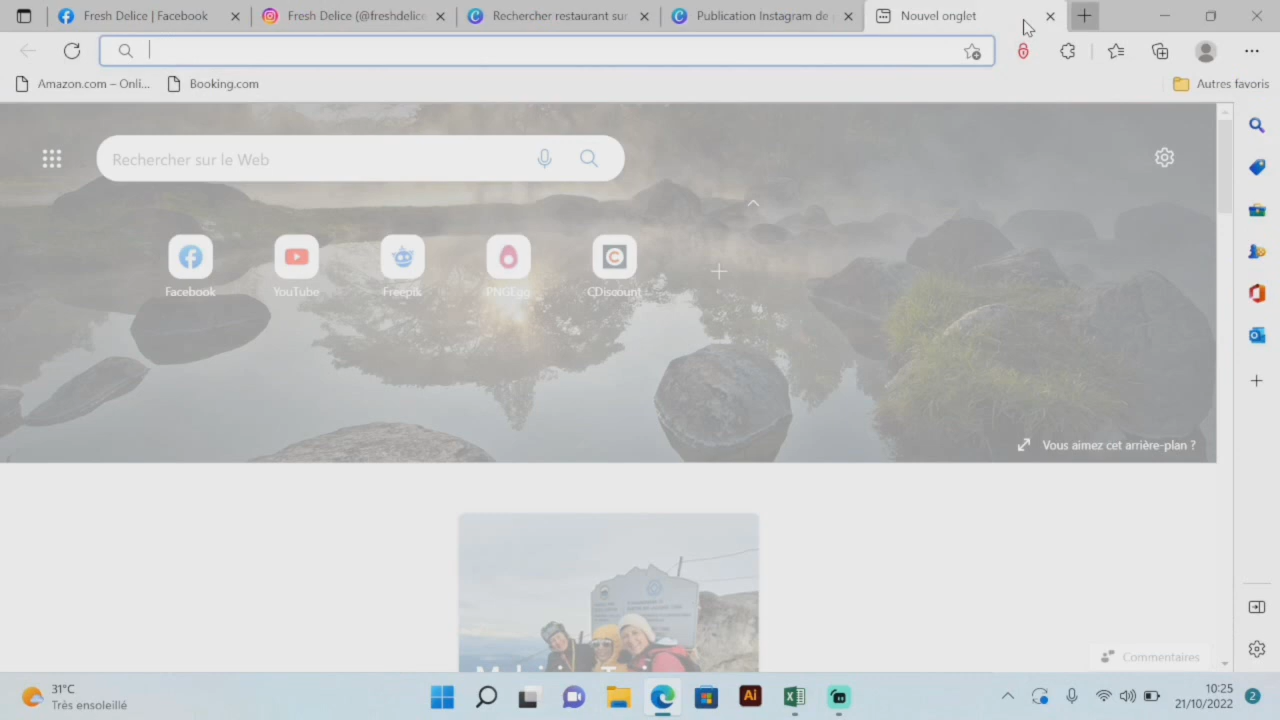 Fresh Delice | Facebook
Fresh Delice (@freshdelice
Rechercher restaurant sur
Publication Instagram de
Nouvel onglet
Amazon.com – Onli...
Booking.com
Autres favoris
Rechercher sur le Web
Facebook
YouTube
Freepik
PNGEgg
CDiscount
Vous aimez cet arrière-plan ?
Commentaires
31°C
Très ensoleillé
Ai
10:25
21/10/2022
2